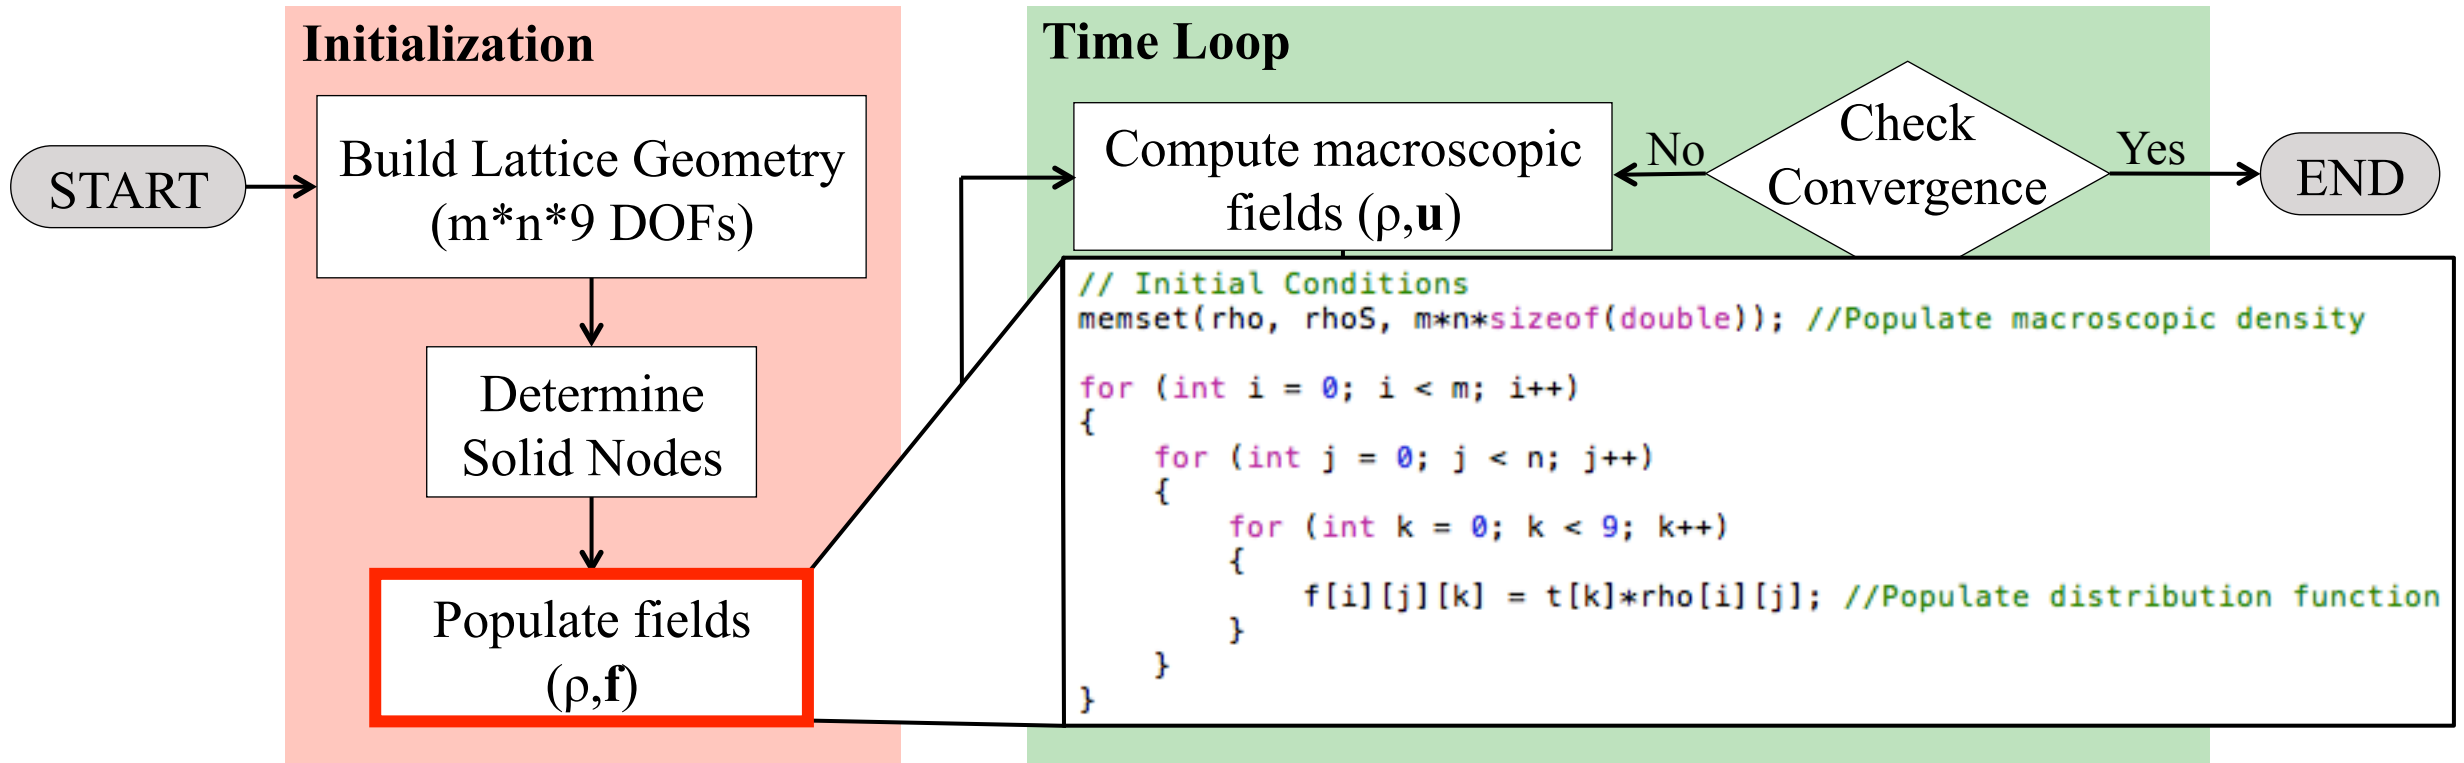 Initialization
START
Build Lattice Geometry
(m*n*9 DOFs)
Determine
Solid Nodes
Populate fields
(ρ,f)
Time Loop
Compute macroscopic
fields (ρ,u)
No
Check
Convergence
Yes
END
// Initial Conditions
memset(rho, rhoS, m*n*sizeof(double)); //Populate macroscopic density
for (int i = 0; i < m; i++)
{
for (int j = 0; j < n; j++)
{
for (int k = 0; k < 9; k++)
{
f[i][j][k] = t[k]*rho[i][j]; //Populate distribution function
}
}
}